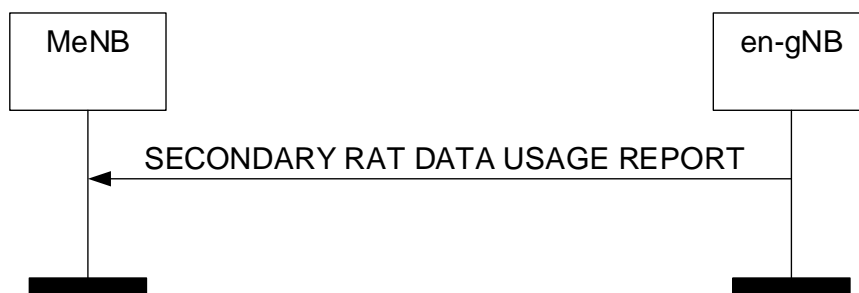 MeNB
en-gNB
SECONDARY RAT DATA USAGE REPORT